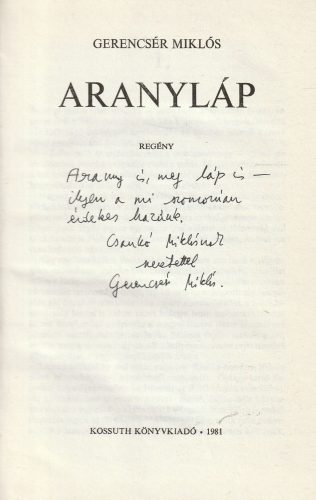 GERENCSÉR MIKLÓS
ARANYLÁP
REGÉNY
Arany is, meg láp is —
ilyen a mi szomorúan
érdekes hazánk.
Csankó Miklósnak
szeretettel
Gerencsér Miklós.
KOSSUTH KÖNYVKIADÓ • 1981